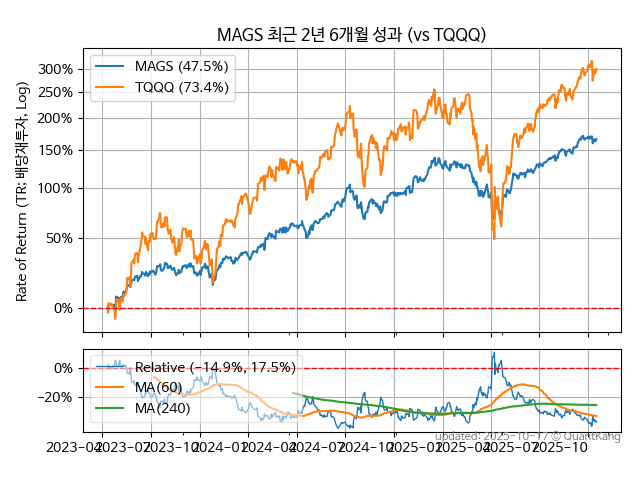 MAGS 최근 2년 6개월 성과 (vs TQQQ)
Rate of Return (TR: 배당재투자, Log)
300%
250%
200%
150%
100%
50%
0%
MAGS (47.5%)
TQQQ (73.4%)
0%
−20%
Relative (−14.9%, 17.5%)
MA(60)
MA(240)
updated: 2025-10-17 © QuantKang
2023-04
2023-07
2023-10
2024-01
2024-04
2024-07
2024-10
2025-01
2025-04
2025-07
2025-10